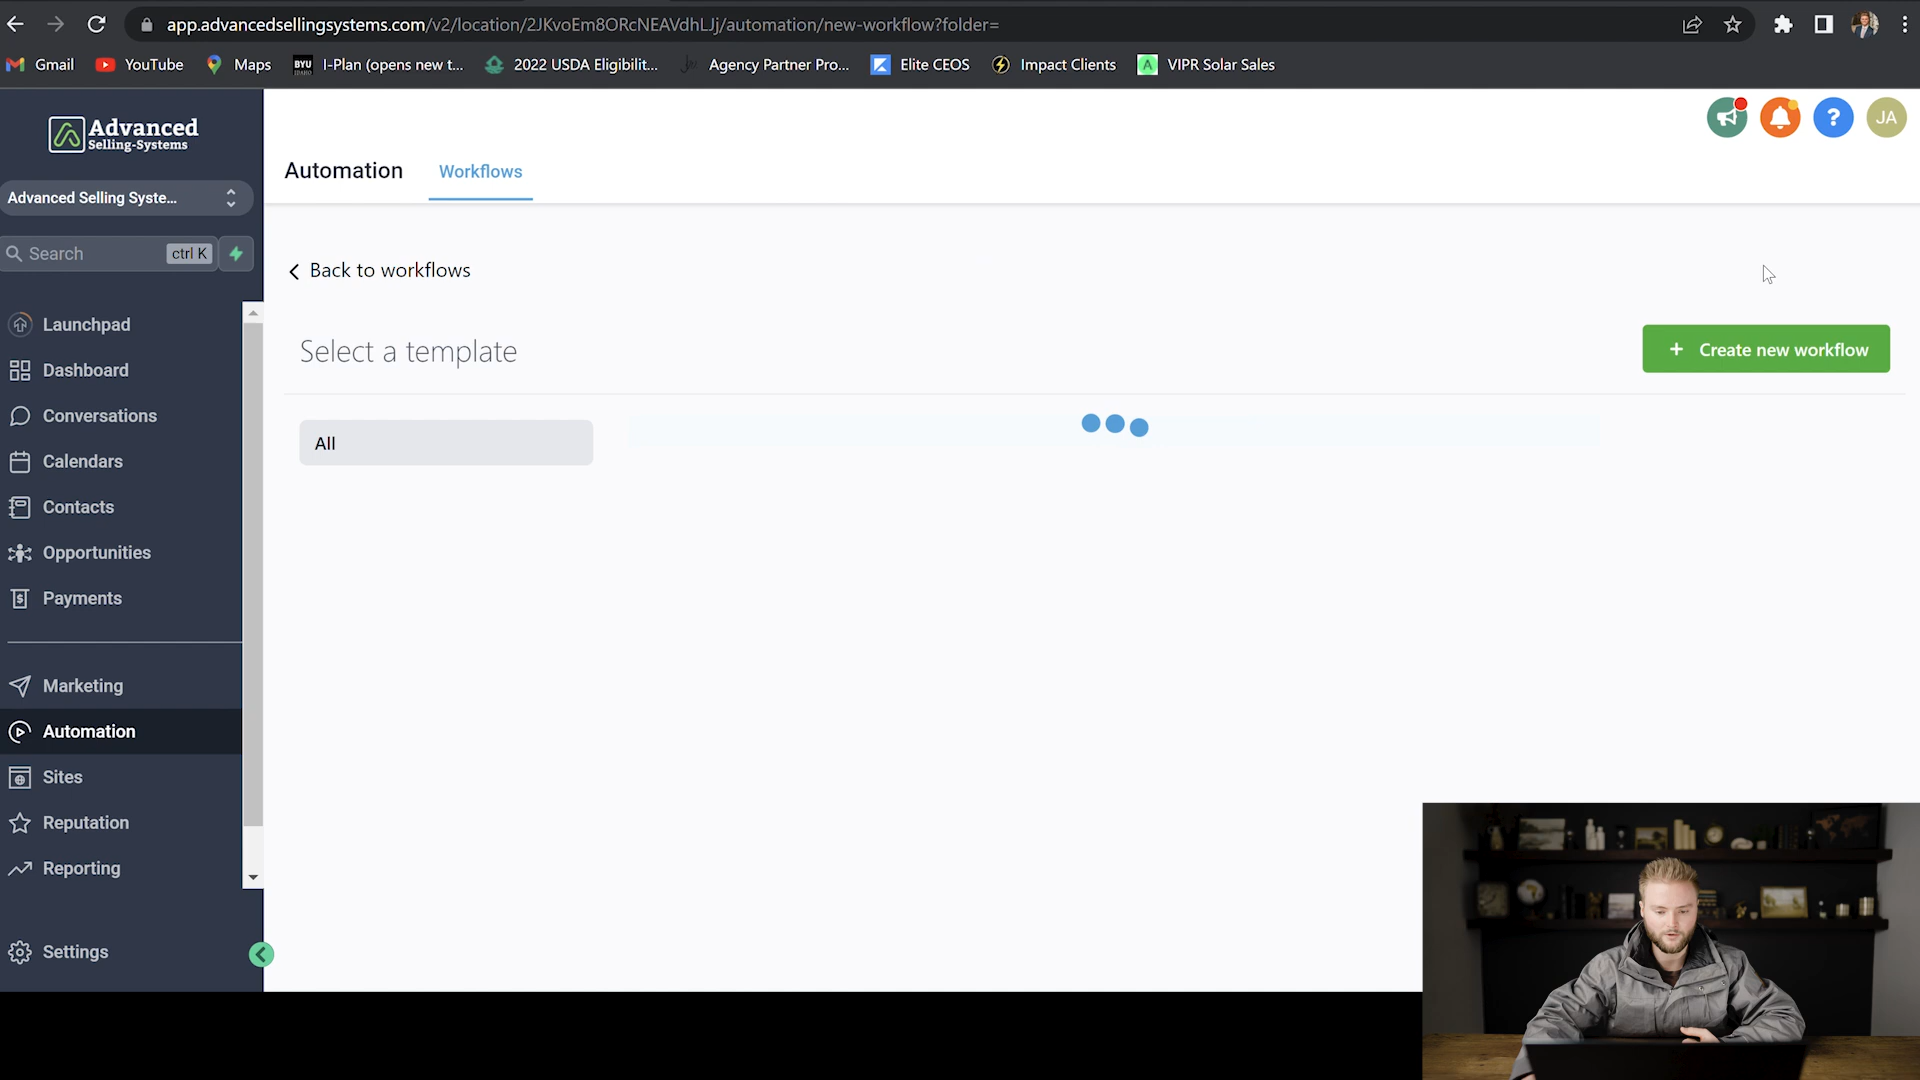 app.advancedsellingsystems.com/v2/location/2JKvoEm8ORcNEAVdhLJj/automation/new-workflow?folder=
Gmail
YouTube
Maps
BYU
IDAHO
I-Plan (opens new t...
2022 USDA Eligibilit...
Agency Partner Pro...
Elite CEOS
Impact Clients
VIPR Solar Sales
Advanced
Selling-Systems
?
JA
Automation
Workflows
Advanced Selling Syste...
Search
ctrl K
Back to workflows
Launchpad
Select a template
Create new workflow
Dashboard
Conversations
All
Calendars
Contacts
Opportunities
Payments
Marketing
Automation
Sites
Reputation
Reporting
Settings